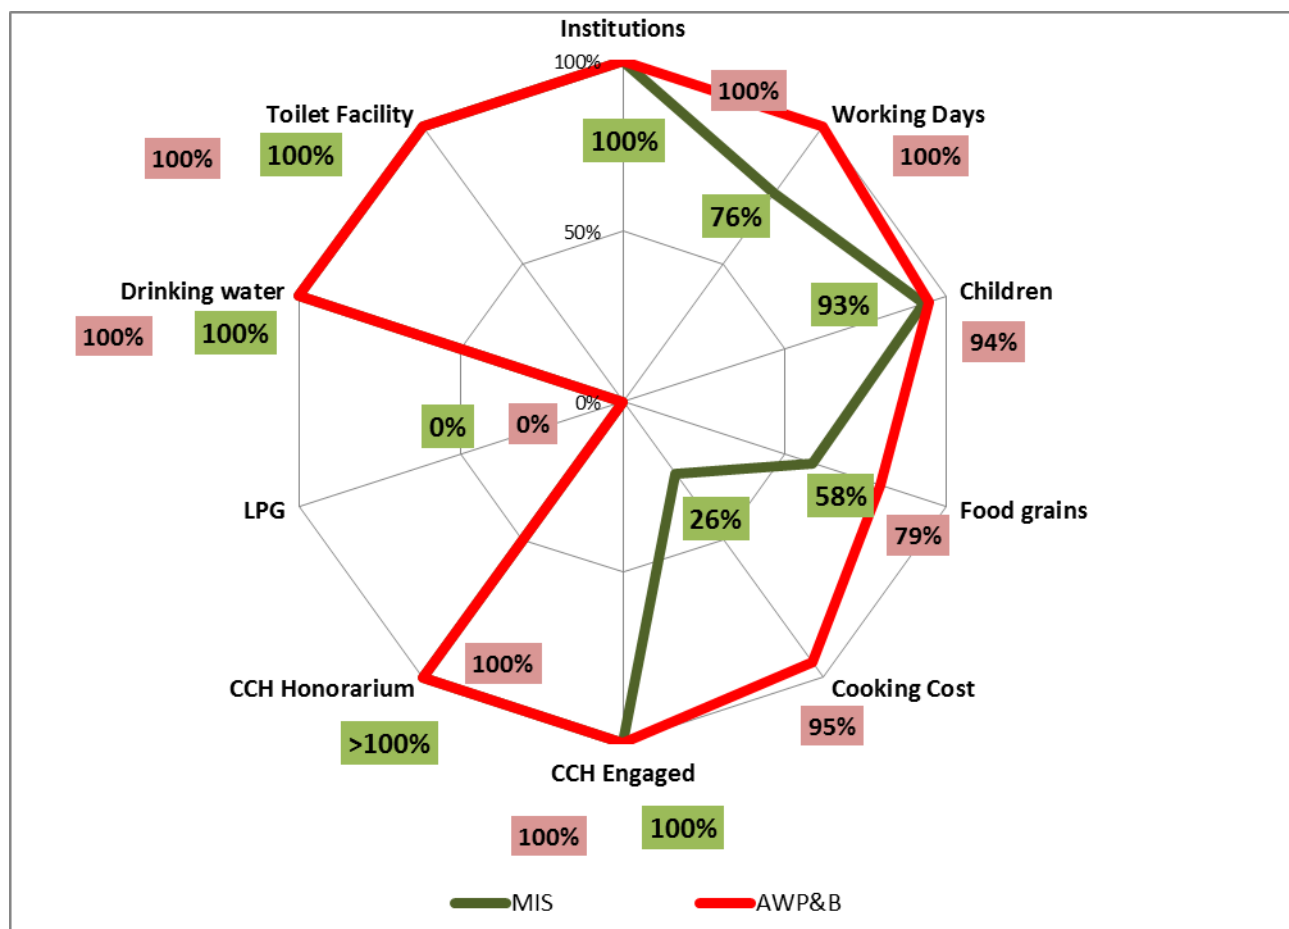 Institutions
100%
Toilet Facility
100%
Working Days
100%
100%
100%
100%
100%
50%
76%
Drinking water
Children
93%
100%
100%
94%
0%
0%
0%
58%
LPG
Food grains
26%
79%
100%
CCH Honorarium
Cooking Cost
95%
>100%
CCH Engaged
100%
100%
MIS
AWP&B